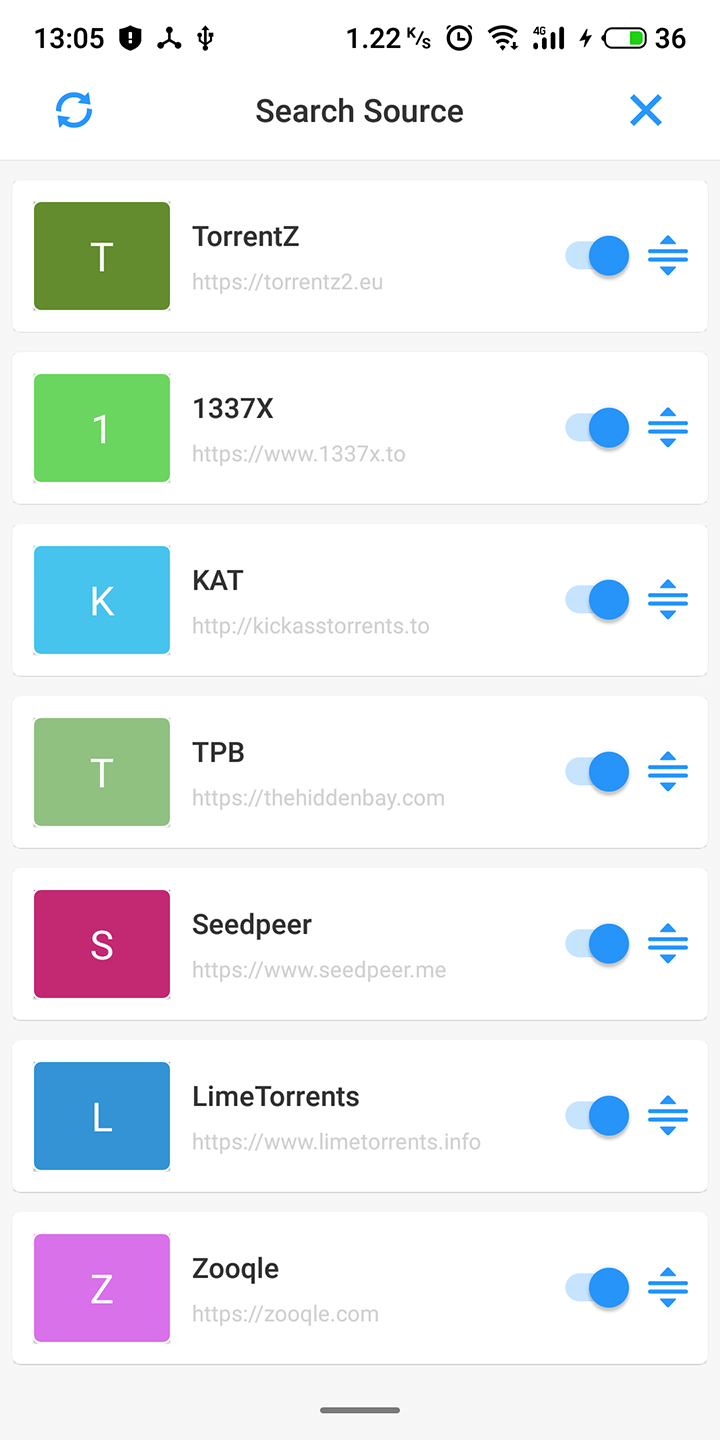 13:05 1.22 K/s 4G 36
Search Source
T
TorrentZ
https://torrentz2.eu
1
1337X
https://www.1337x.to
K
KAT
http://kickasstorrents.to
T
TPB
https://thehiddenbay.com
S
Seedpeer
https://www.seedpeer.me
L
LimeTorrents
https://www.limetorrents.info
Z
Zooqle
https://zooqle.com